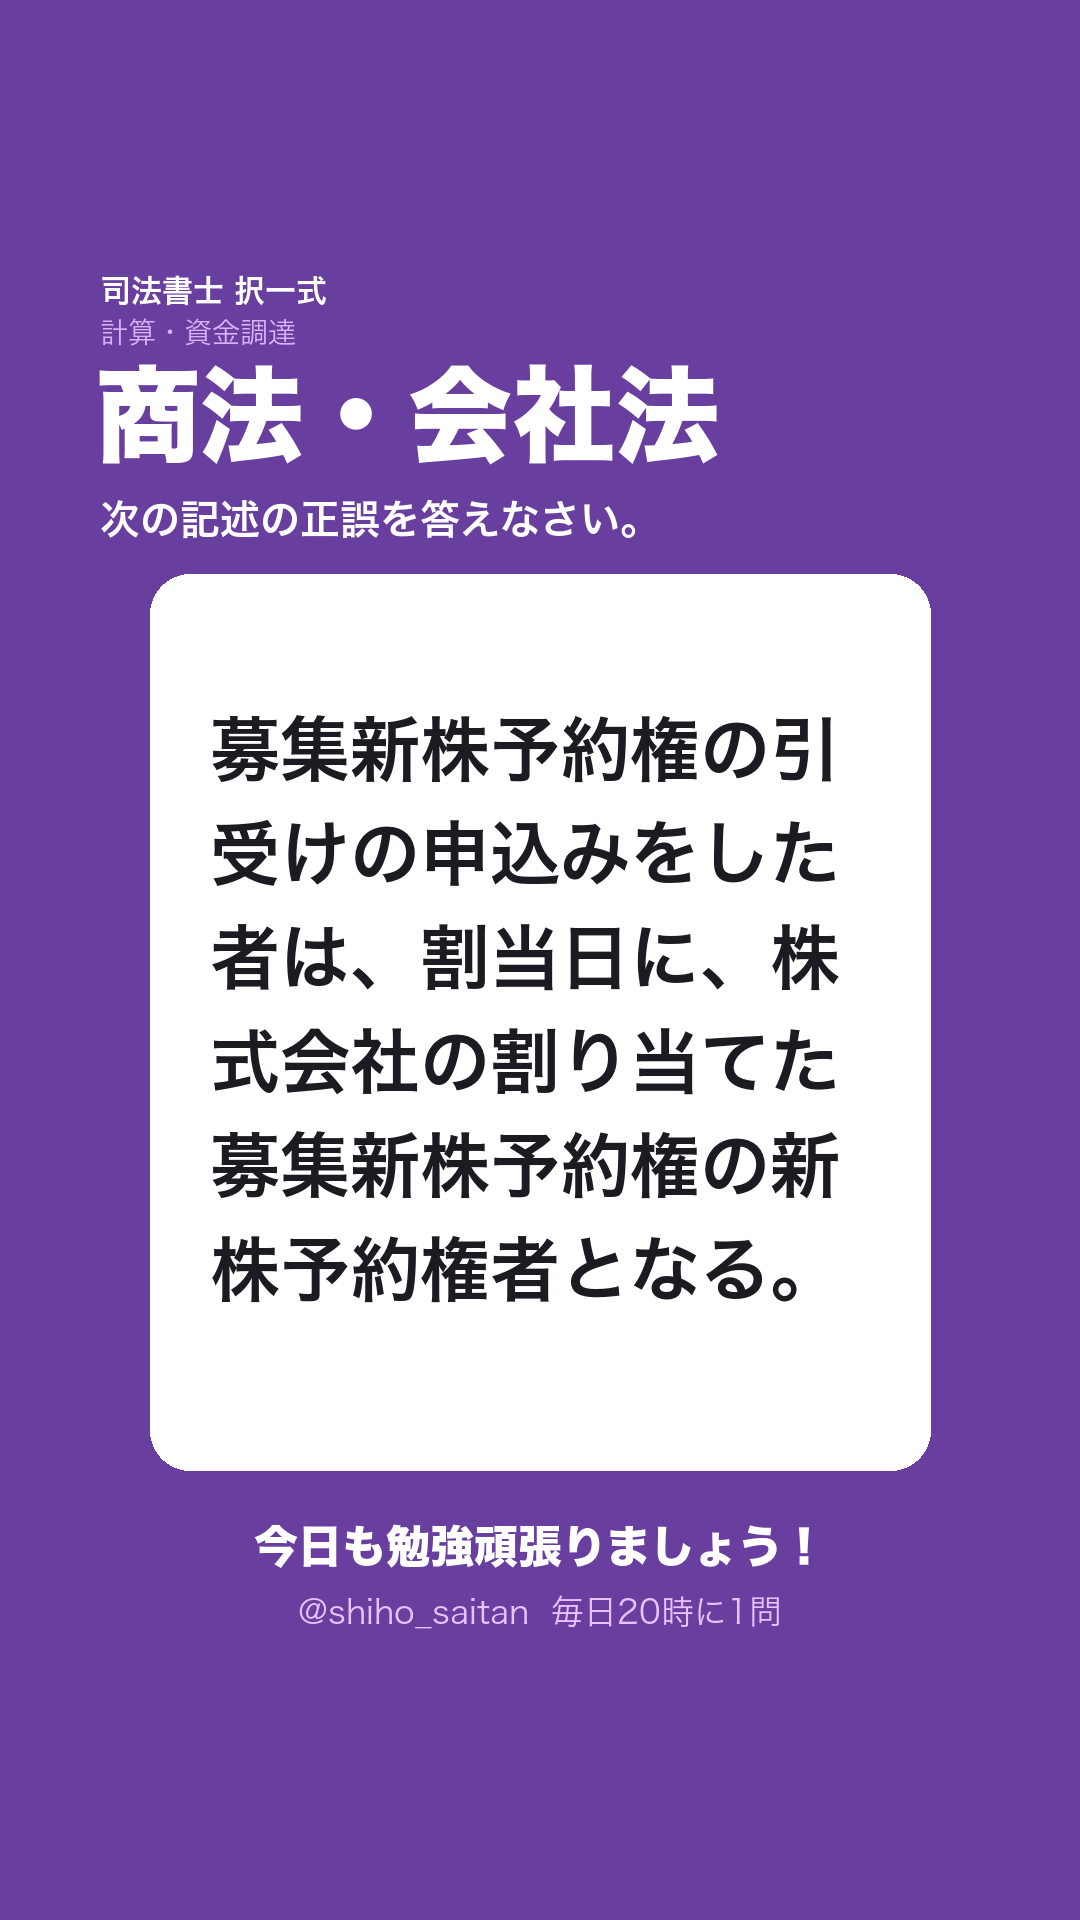 司法書士 択一式
計算・資金調達
商法・会社法
次の記述の正誤を答えなさい。
募集新株予約権の引
受けの申込みをした
者は、割当日に、株
式会社の割り当てた
募集新株予約権の新
株予約権者となる。
今日も勉強頑張りましょう！
@shiho_saitan 毎日20時に1問